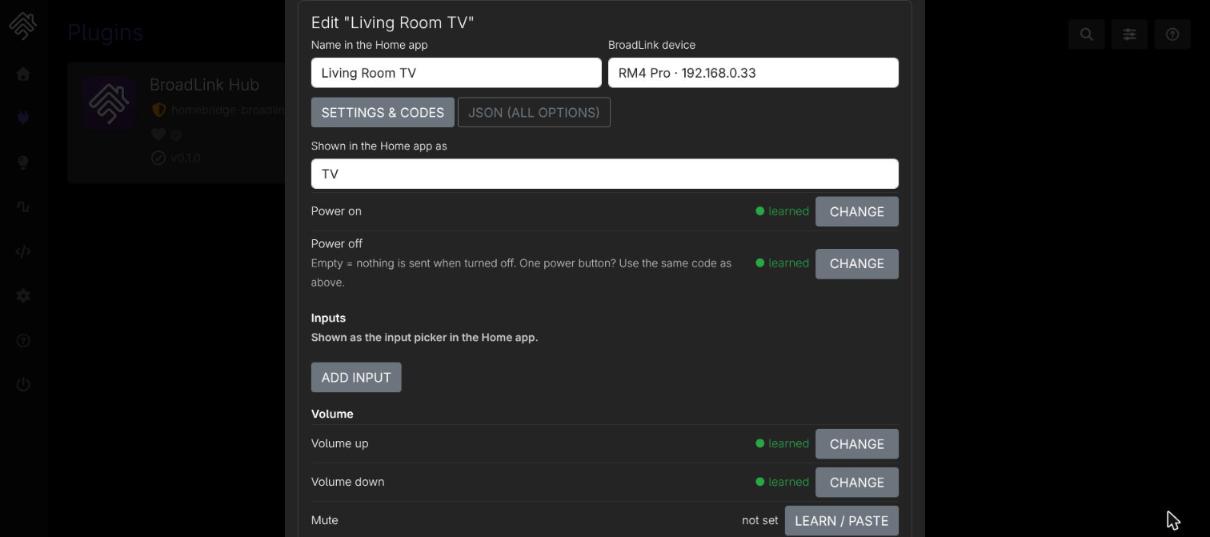 Plugins
BroadLink Hub
homebridge-broadlin
v0.1.0
Edit "Living Room TV"
Name in the Home app
BroadLink device
Living Room TV
RM4 Pro · 192.168.0.33
SETTINGS & CODES
JSON (ALL OPTIONS)
Shown in the Home app as
TV
Power on
learned
CHANGE
Power off
Empty = nothing is sent when turned off. One power button? Use the same code as
above.
learned
CHANGE
Inputs
Shown as the input picker in the Home app.
ADD INPUT
Volume
Volume up
learned
CHANGE
Volume down
learned
CHANGE
Mute
not set
LEARN / PASTE